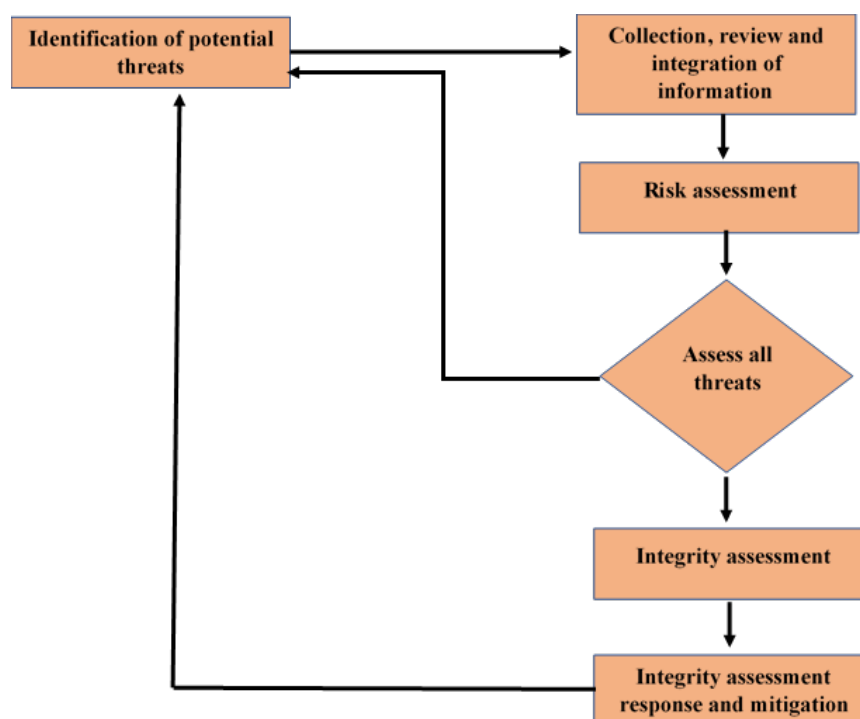 Identification of potential
threats
Collection, review and
integration of
information
Risk assessment
Assess all
threats
Integrity assessment
Integrity assessment
response and mitigation